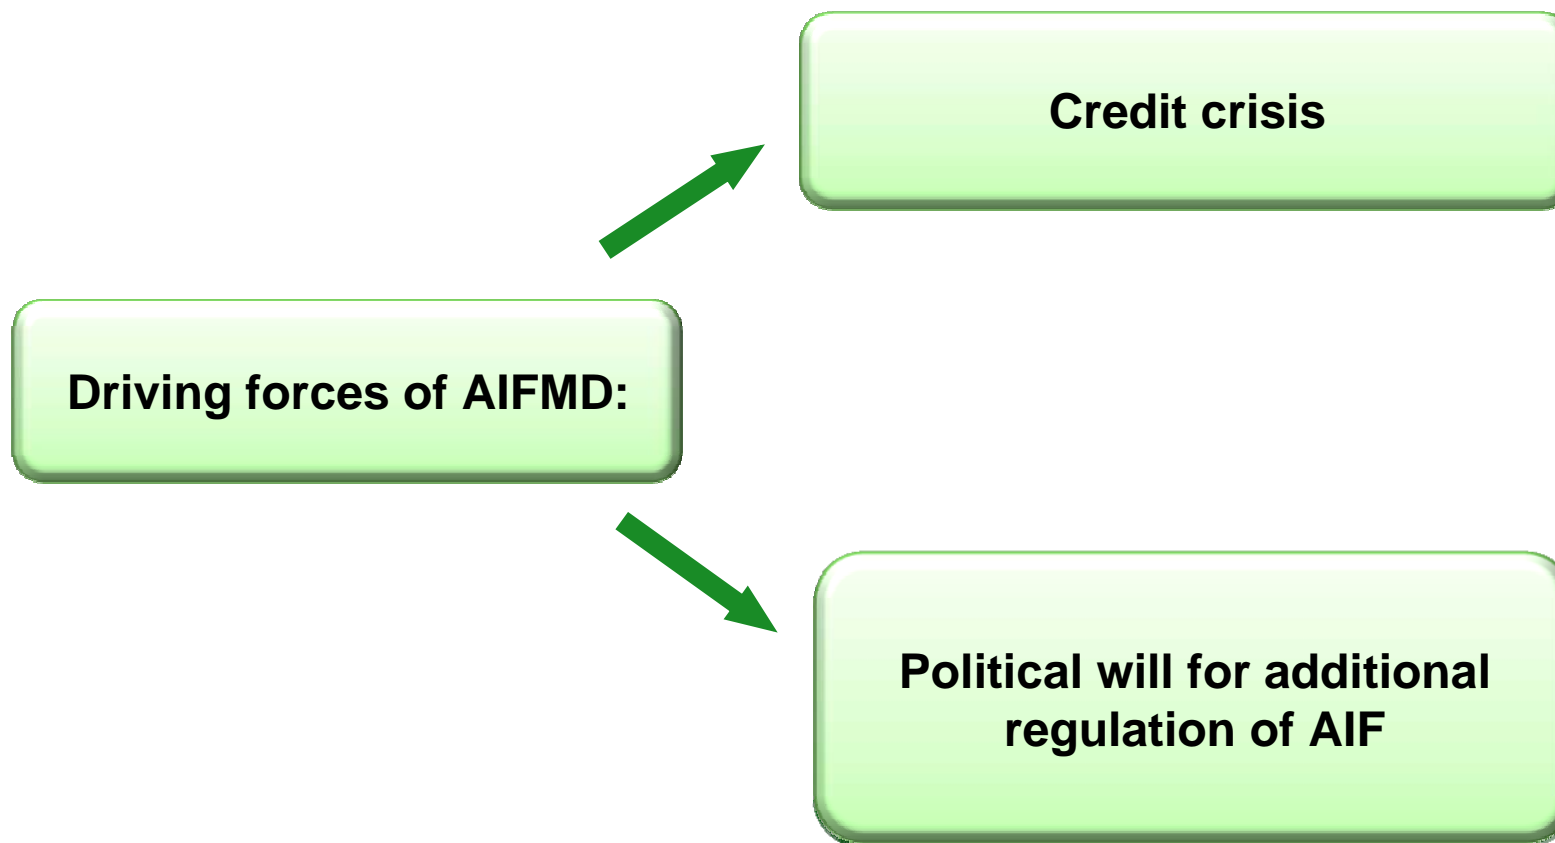 Credit crisis
Driving forces of AIFMD:
Political will for additional
regulation of AIF